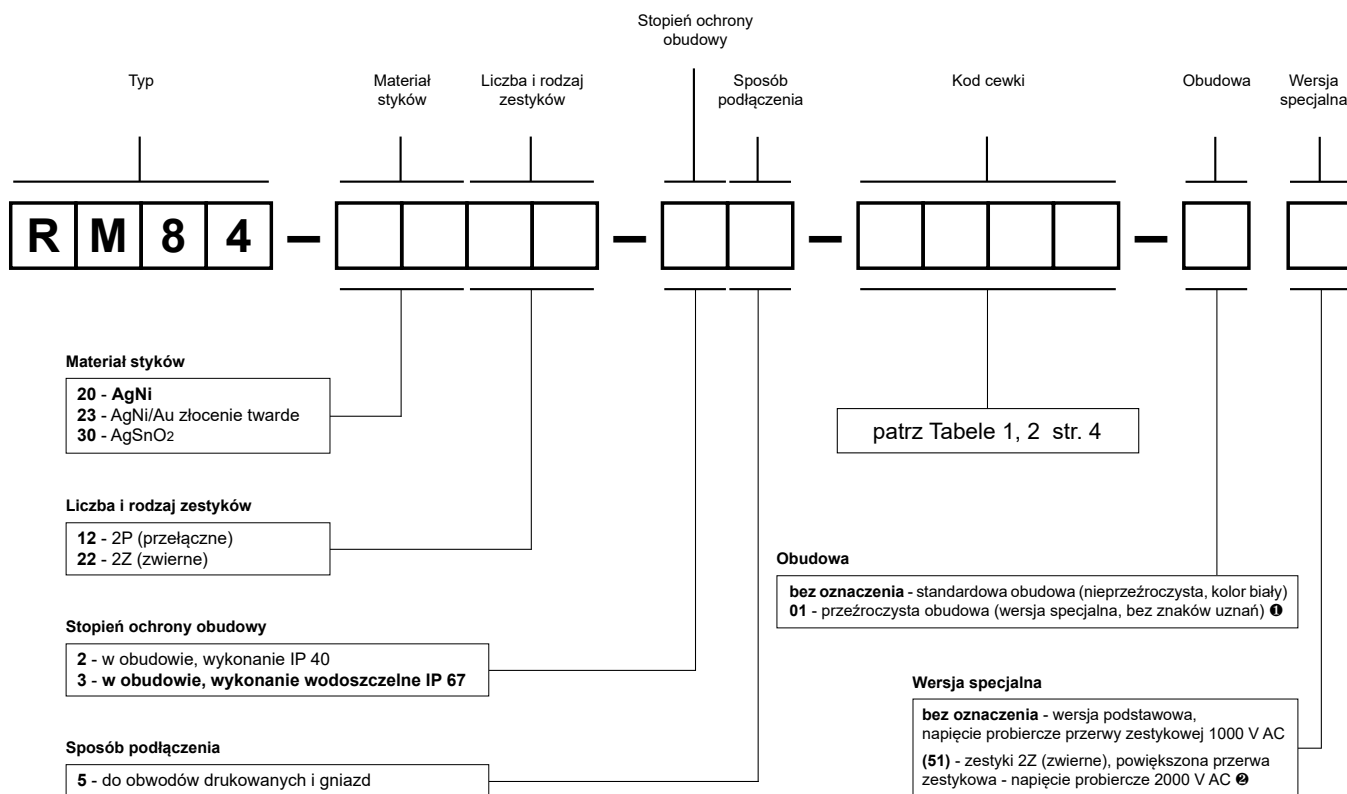 Stopień ochrony
obudowy
Typ
Materiał
styków
Liczba i rodzaj
zestyków
Sposób
podłączenia
Kod cewki
Obudowa
Wersja
specjalna
R M 8 4 – – – –
Materiał styków
20 - AgNi
23 - AgNi/Au złocenie twarde
30 - AgSnO2
patrz Tabele 1, 2 str. 4
Liczba i rodzaj zestyków
12 - 2P (przełączne)
22 - 2Z (zwierne)
Obudowa
bez oznaczenia - standardowa obudowa (nieprzeźroczysta, kolor biały)
01 - przeźroczysta obudowa (wersja specjalna, bez znaków uznań) ❶
Stopień ochrony obudowy
2 - w obudowie, wykonanie IP 40
3 - w obudowie, wykonanie wodoszczelne IP 67
Wersja specjalna
bez oznaczenia - wersja podstawowa,
napięcie probiercze przerwy zestykowej 1000 V AC
(51) - zestyki 2Z (zwierne), powiększona przerwa
zestykowa - napięcie probiercze 2000 V AC ❷
Sposób podłączenia
5 - do obwodów drukowanych i gniazd